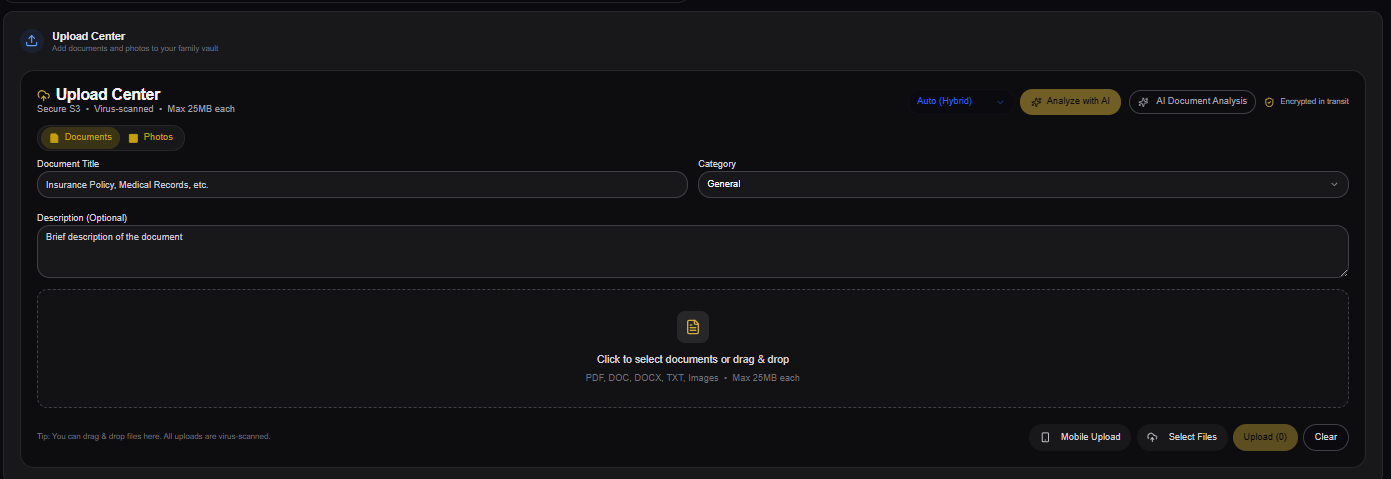 Upload Center
Add documents and photos to your family vault
Upload Center
Secure S3 • Virus-scanned • Max 25MB each
Auto (Hybrid)
Analyze with AI
AI Document Analysis
Encrypted in transit
Documents
Photos
Document Title
Category
Insurance Policy, Medical Records, etc.
General
Description (Optional)
Brief description of the document
Click to select documents or drag & drop
PDF, DOC, DOCX, TXT, Images • Max 25MB each
Tip: You can drag & drop files here. All uploads are virus-scanned.
Mobile Upload
Select Files
Upload (0)
Clear